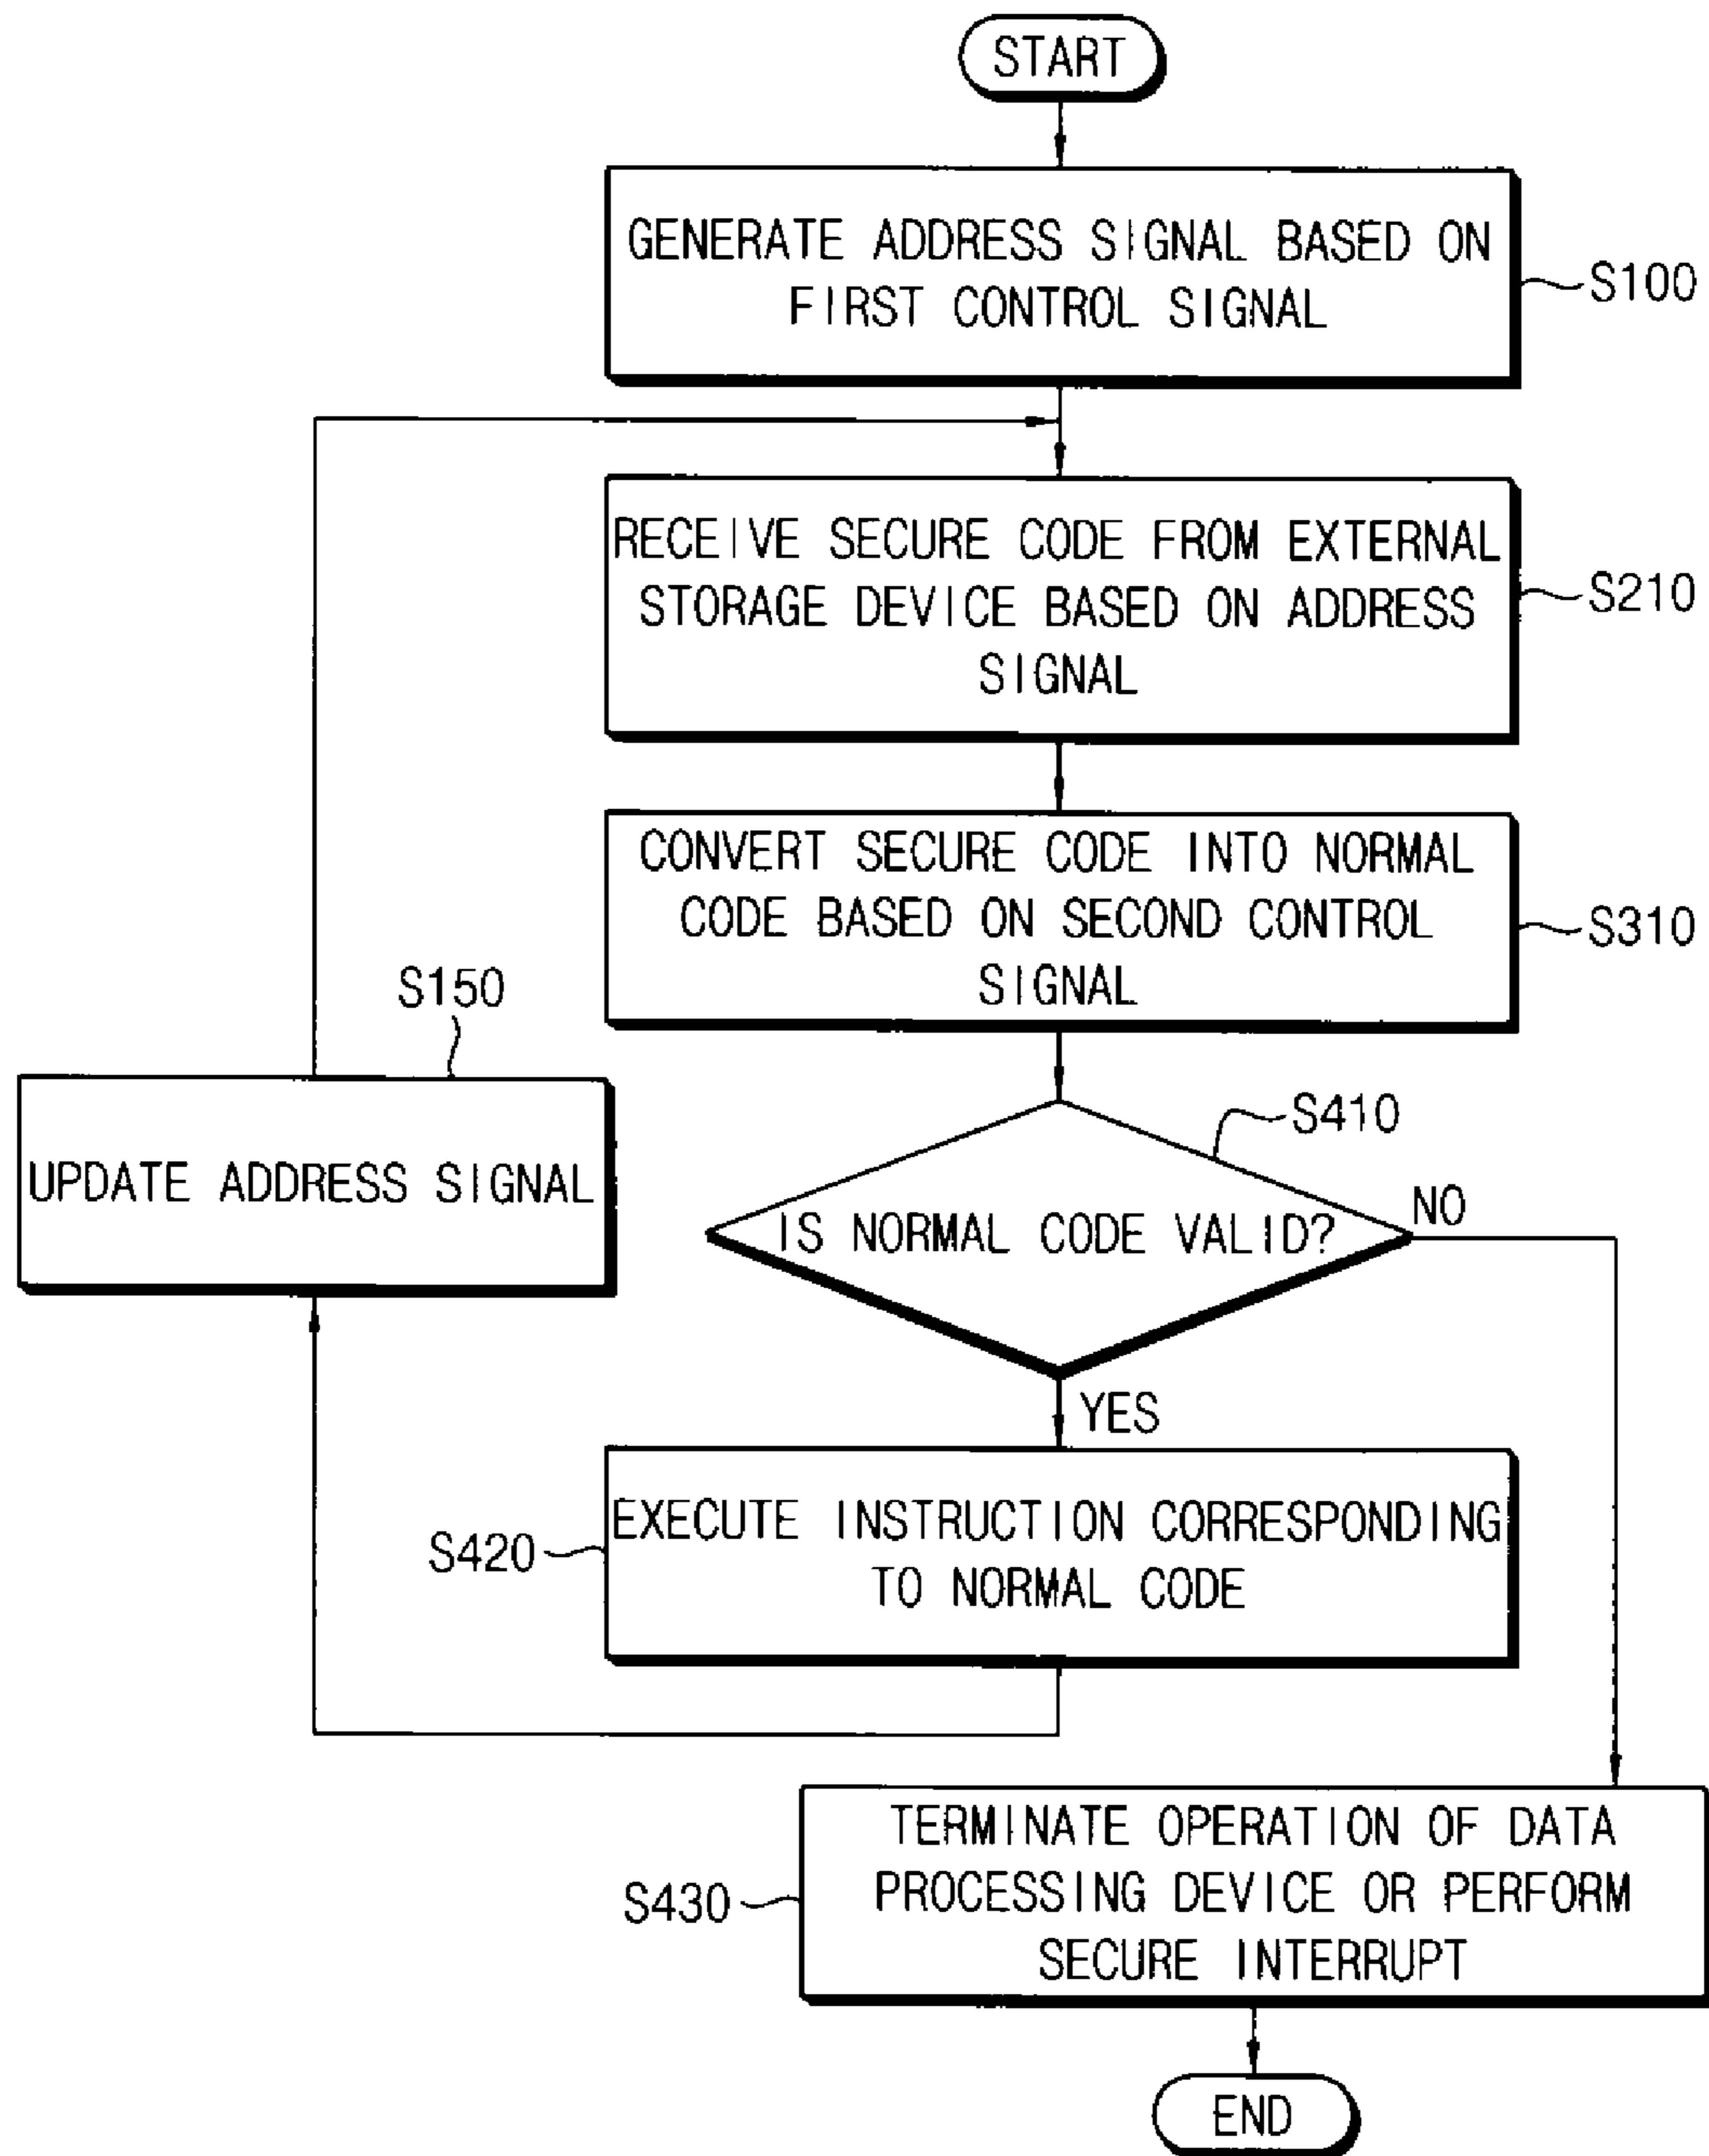 START
GENERATE ADDRESS SIGNAL BASED ON
FIRST CONTROL SIGNAL
S100
RECEIVE SECURE CODE FROM EXTERNAL
STORAGE DEVICE BASED ON ADDRESS
SIGNAL
S210
CONVERT SECURE CODE INTO NORMAL
CODE BASED ON SECOND CONTROL
SIGNAL
S310
S150
UPDATE ADDRESS SIGNAL
S410
IS NORMAL CODE VALID?
NO
YES
EXECUTE INSTRUCTION CORRESPONDING
TO NORMAL CODE
S420
TERMINATE OPERATION OF DATA
PROCESSING DEVICE OR PERFORM
SECURE INTERRUPT
S430
END